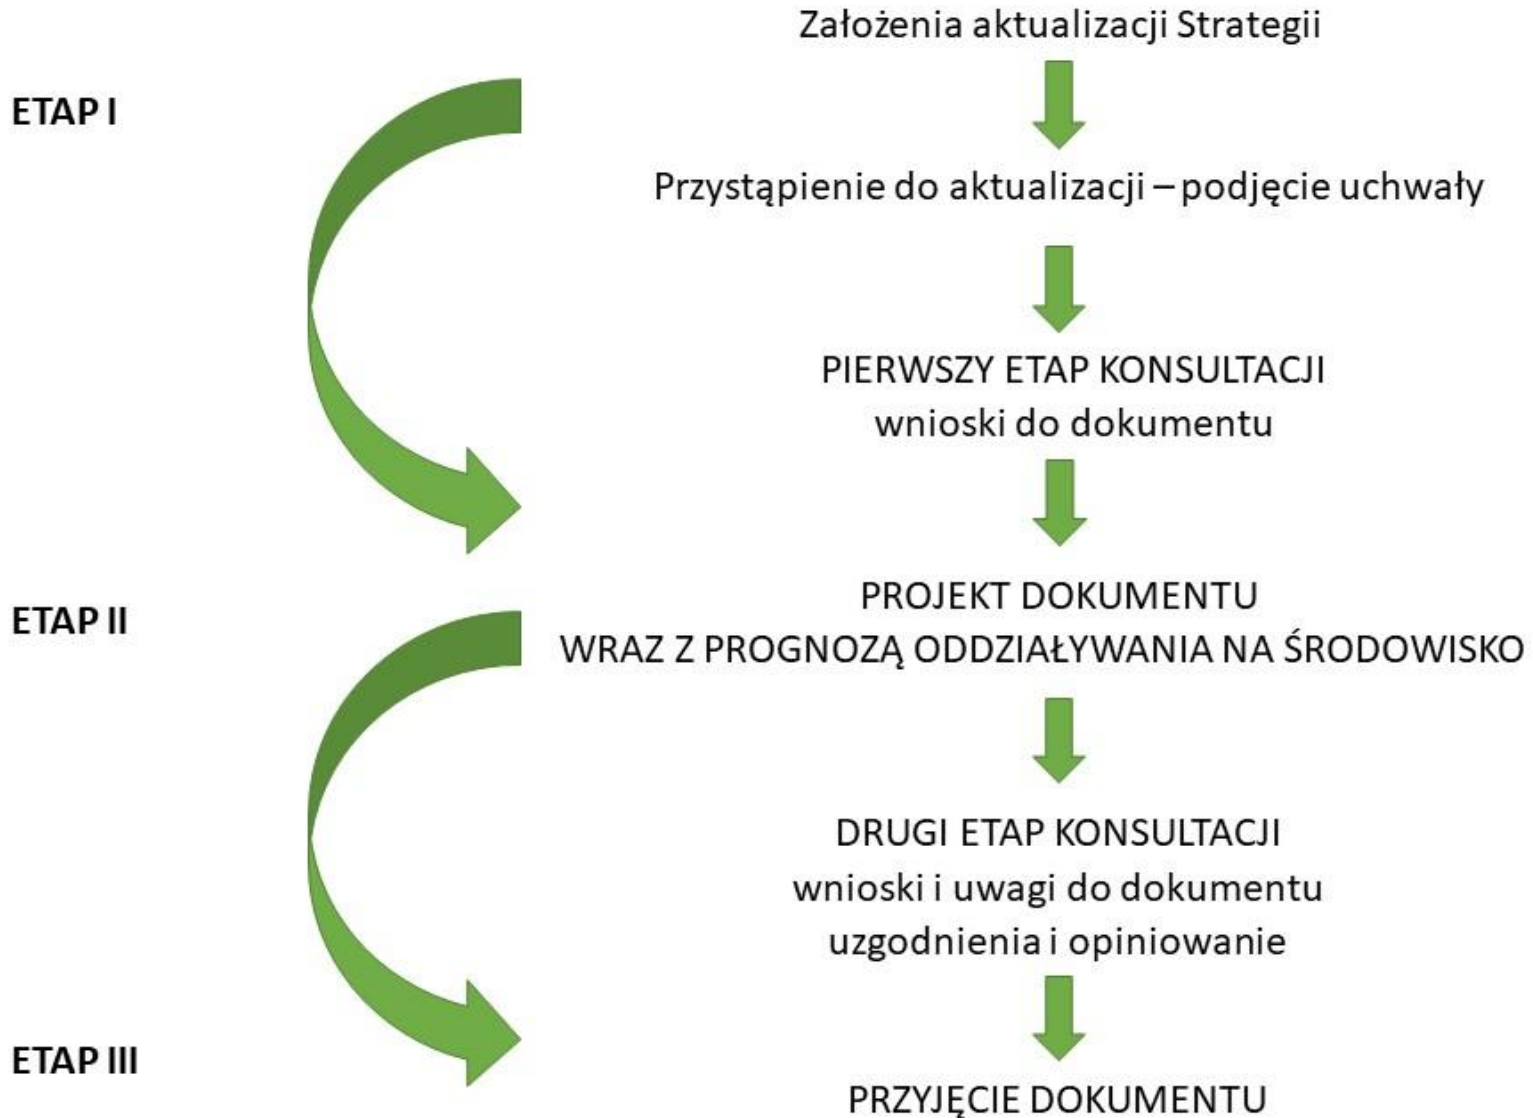 Założenia aktualizacji Strategii
ETAP I
Przystąpienie do aktualizacji – podjęcie uchwały
PIERWSZY ETAP KONSULTACJI
wnioski do dokumentu
PROJEKT DOKUMENTU
ETAP II
WRAZ Z PROGNOZĄ ODDZIAŁYWANIA NA ŚRODOWISKO
DRUGI ETAP KONSULTACJI
wnioski i uwagi do dokumentu
uzgodnienia i opiniowanie
ETAP III
PRZYJĘCIE DOKUMENTU